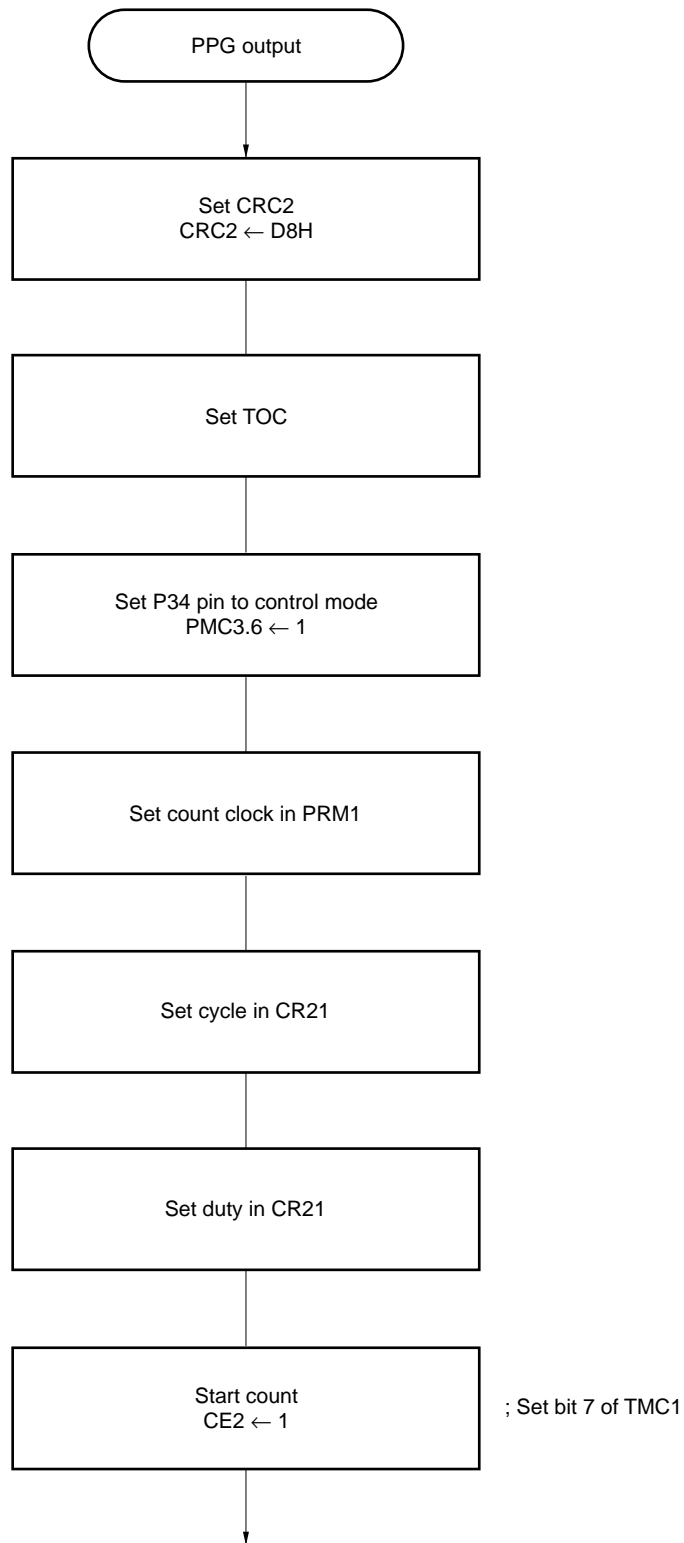 PPG output
Set CRC2
CRC2 ← D8H
Set TOC
Set P34 pin to control mode
PMC3.6 ← 1
Set count clock in PRM1
Set cycle in CR21
Set duty in CR21
Start count
CE2 ← 1
; Set bit 7 of TMC1